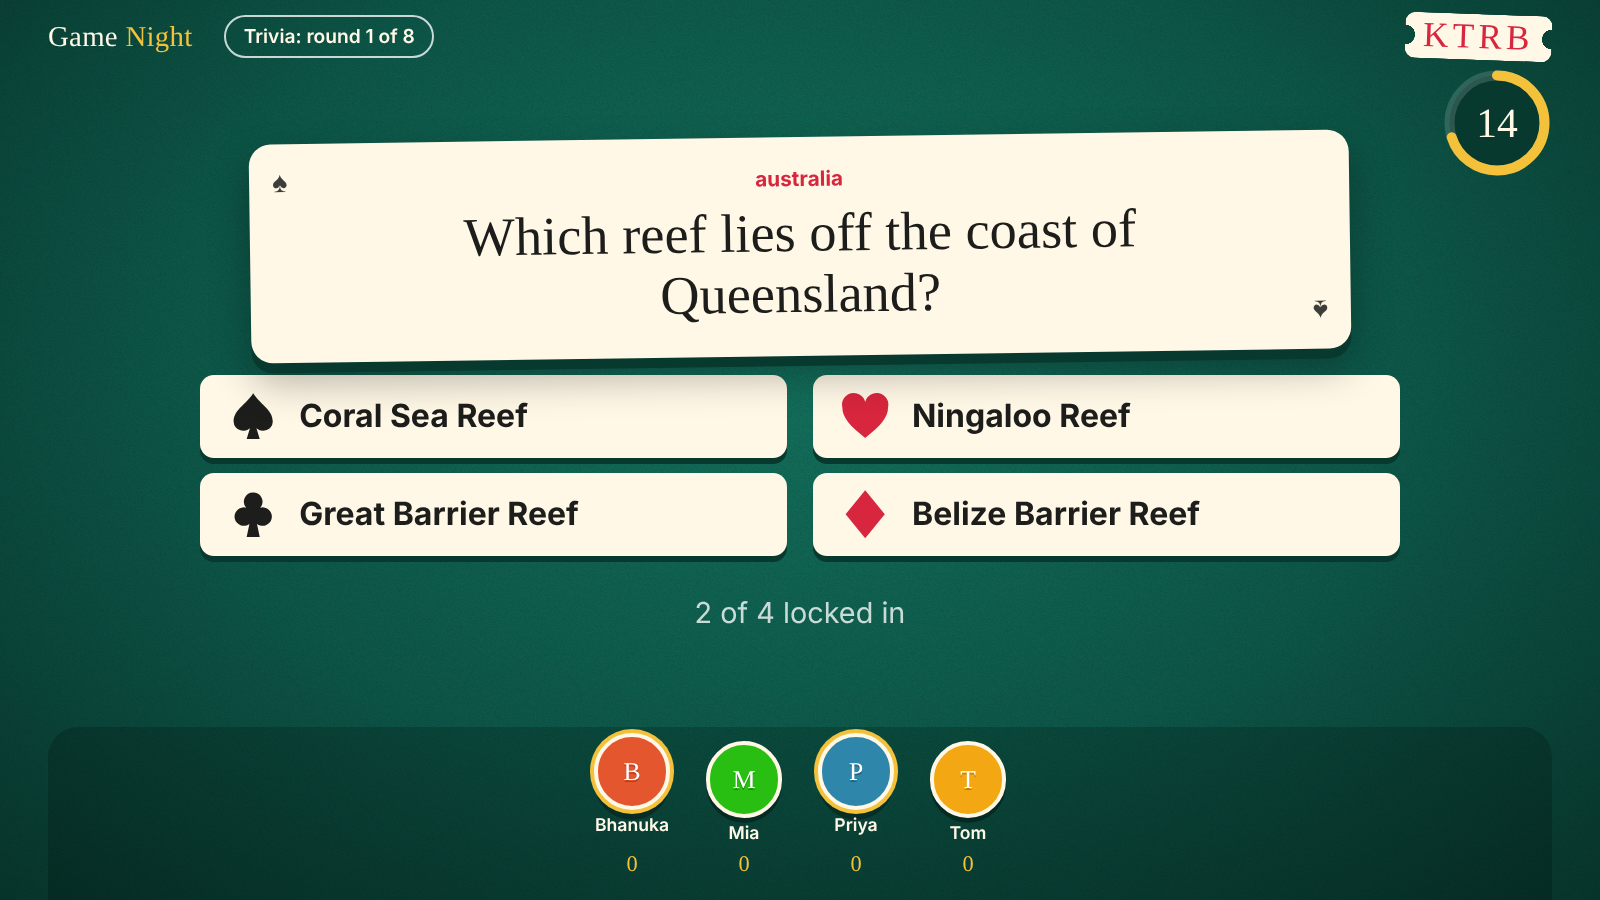 Game Night
Trivia: round 1 of 8
KTRB
14
australia
Which reef lies off the coast of
Queensland?
Coral Sea Reef
Ningaloo Reef
Great Barrier Reef
Belize Barrier Reef
2 of 4 locked in
B
M
P
T
Bhanuka
Mia
Priya
Tom
0
0
0
0